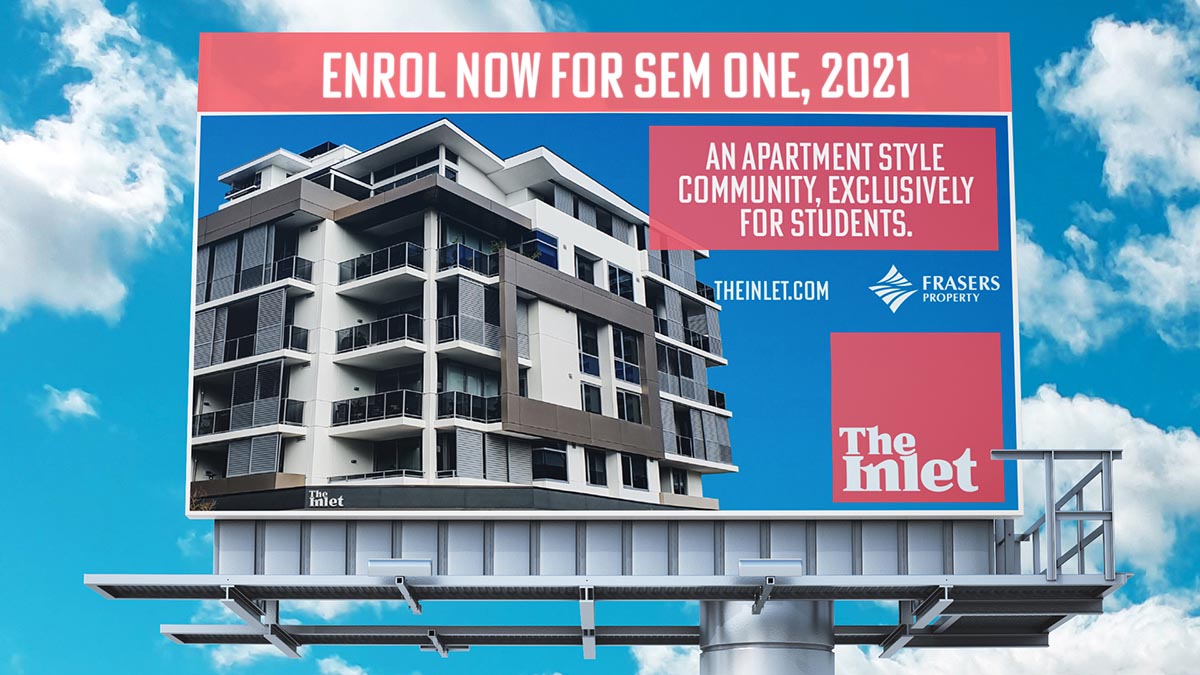 ENROL NOW FOR SEM ONE, 2021
AN APARTMENT STYLE
COMMUNITY, EXCLUSIVELY
FOR STUDENTS.
THEINLET.COM
FRASERS
PROPERTY
The
Inlet
The
Inlet